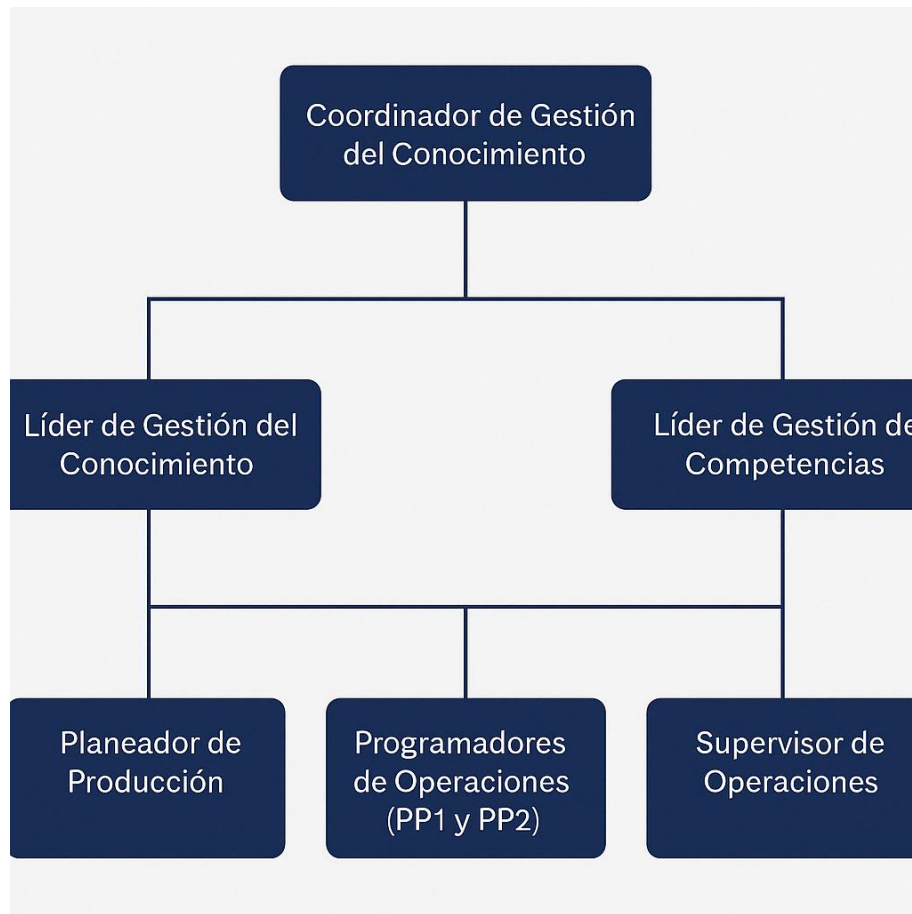 Coordinador de Gestión
del Conocimiento
Líder de Gestión del
Conocimiento
Líder de Gestión de
Competencias
Planeador de
Producción
Programadores
de Operaciones
(PP1 y PP2)
Supervisor de
Operaciones